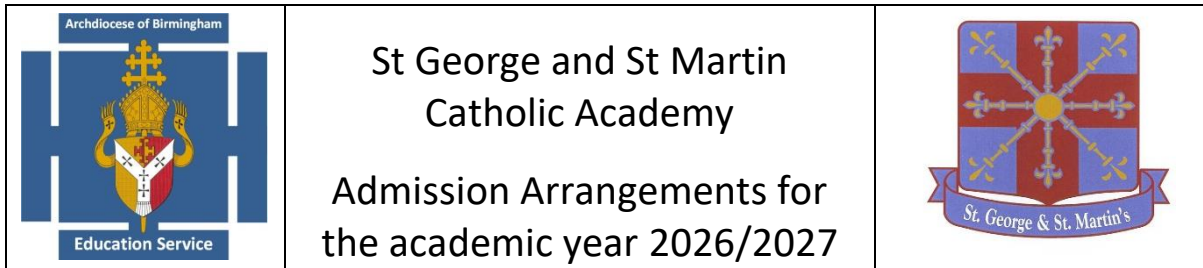 Archdiocese of Birmingham
Education Service
St George and St Martin
Catholic Academy
Admission Arrangements for
the academic year 2026/2027
St. George & St. Martin's